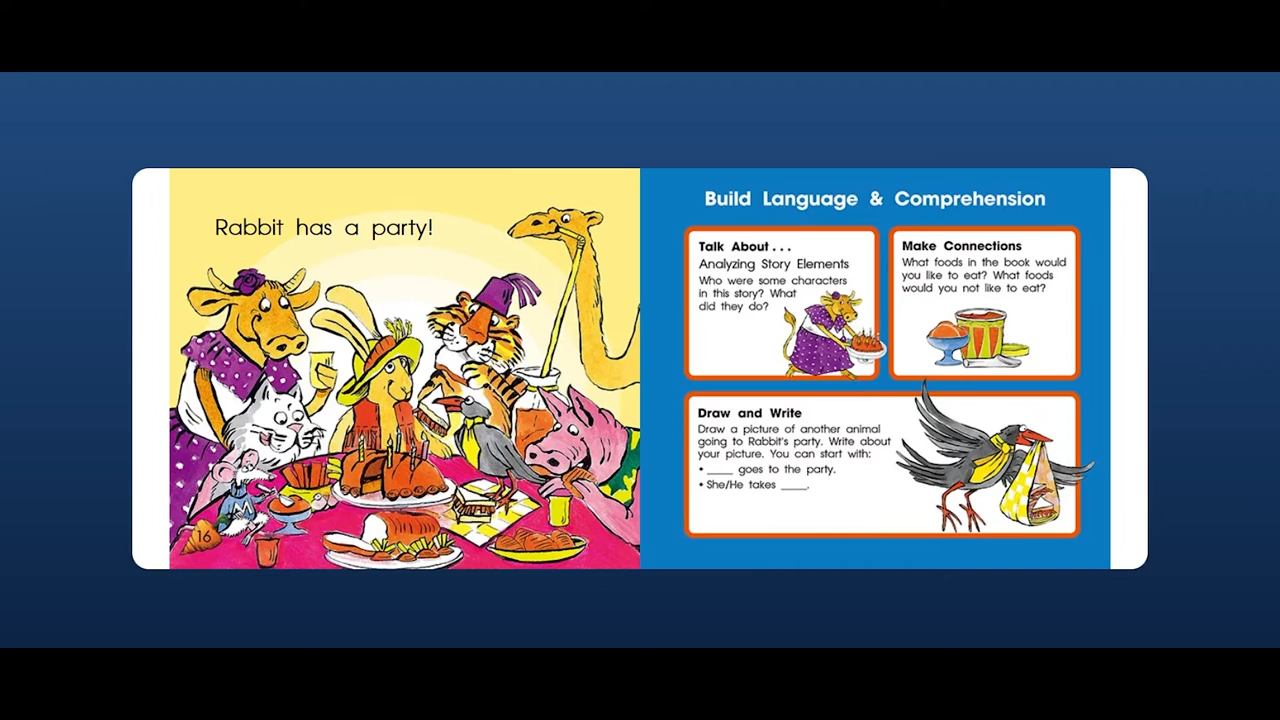 Rabbit has a party!
16
Build Language & Comprehension
Talk About . . .
Analyzing Story Elements
Who were some characters
in this story? What
did they do?
Make Connections
What foods in the book would
you like to eat? What foods
would you not like to eat?
Draw and Write
Draw a picture of another animal
going to Rabbit's party. Write about
your picture. You can start with:
• ____ goes to the party.
• She/He takes ____.